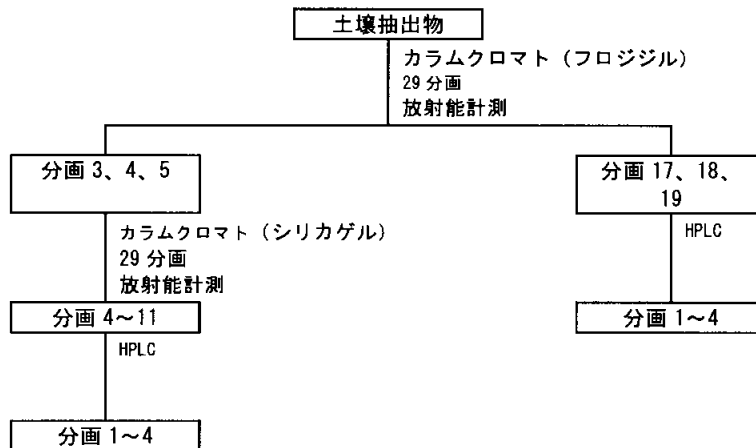 土壌抽出物
カラムクロマト（フロジジル）
29 分画
放射能計測
分画 3、4、5
分画 17、18、
19
カラムクロマト（シリカゲル）
29 分画
放射能計測
HPLC
分画 4～11
分画 1～4
HPLC
分画 1～4